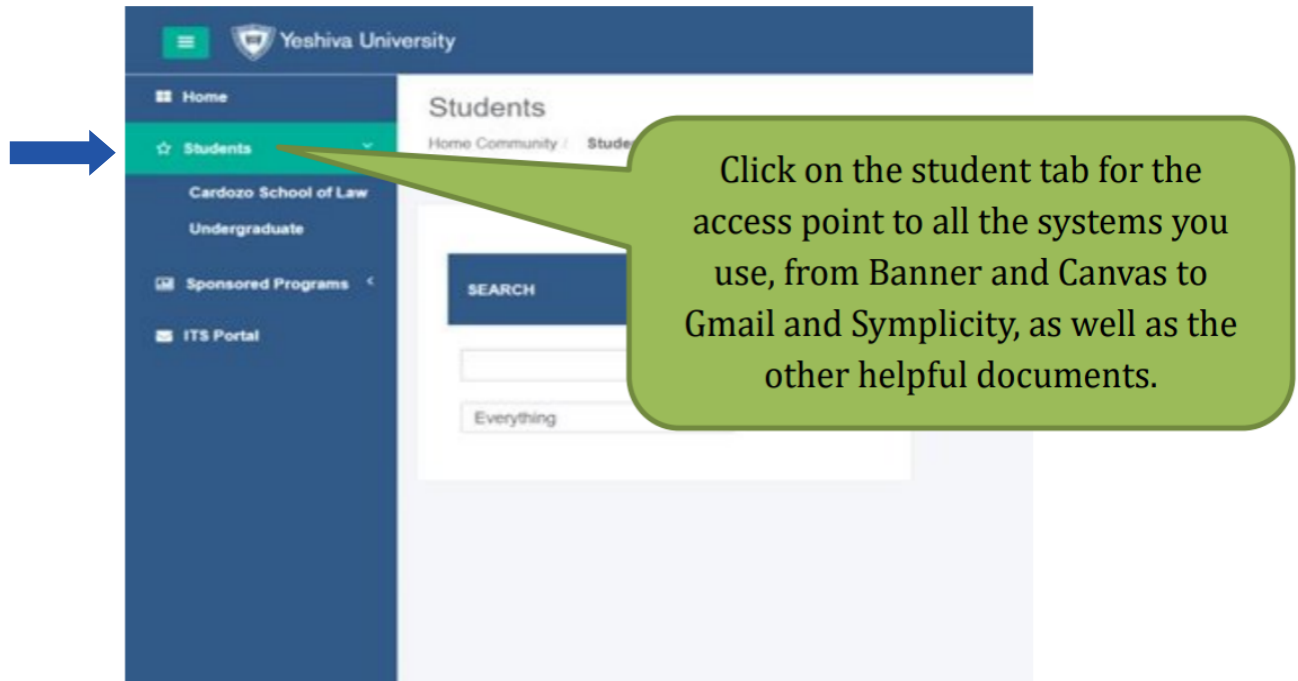 Yeshiva University
Home
Students
Cardozo School of Law
Undergraduate
Sponsored Programs
ITS Portal
Students
Home Community /
SEARCH
Everything
Click on the student tab for the
access point to all the systems you
use, from Banner and Canvas to
Gmail and Symplicity, as well as the
other helpful documents.